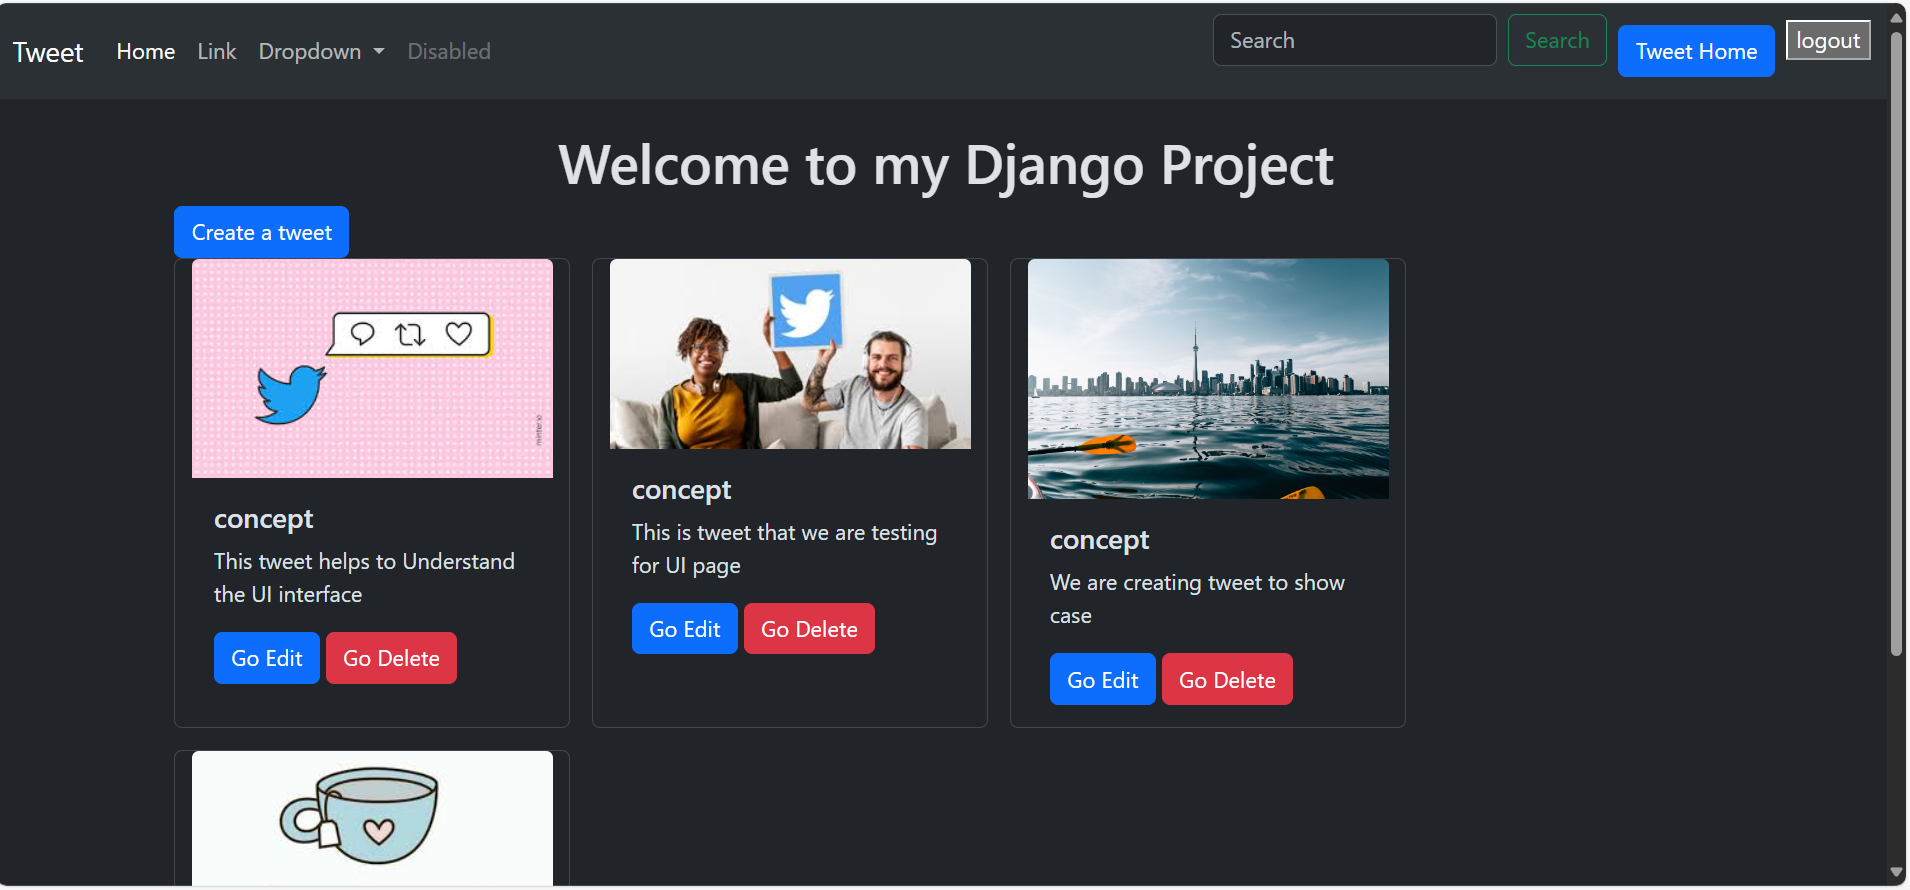 Tweet Home Link Dropdown Disabled Search Search Tweet Home logout
Welcome to my Django Project
Create a tweet
minter.io
concept
This tweet helps to Understand
the UI interface
Go Edit Go Delete
concept
This is tweet that we are testing
for UI page
Go Edit Go Delete
concept
We are creating tweet to show
case
Go Edit Go Delete